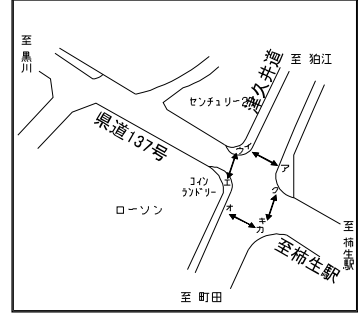 至 黒川
至 狛江
津久井道
センチュリー2
県道137号
ウ
イ
ア
コイン
ランドリー
エ
ク
オ
キ
カ
ローソン
至 柿生駅
至柿生駅
至 町田